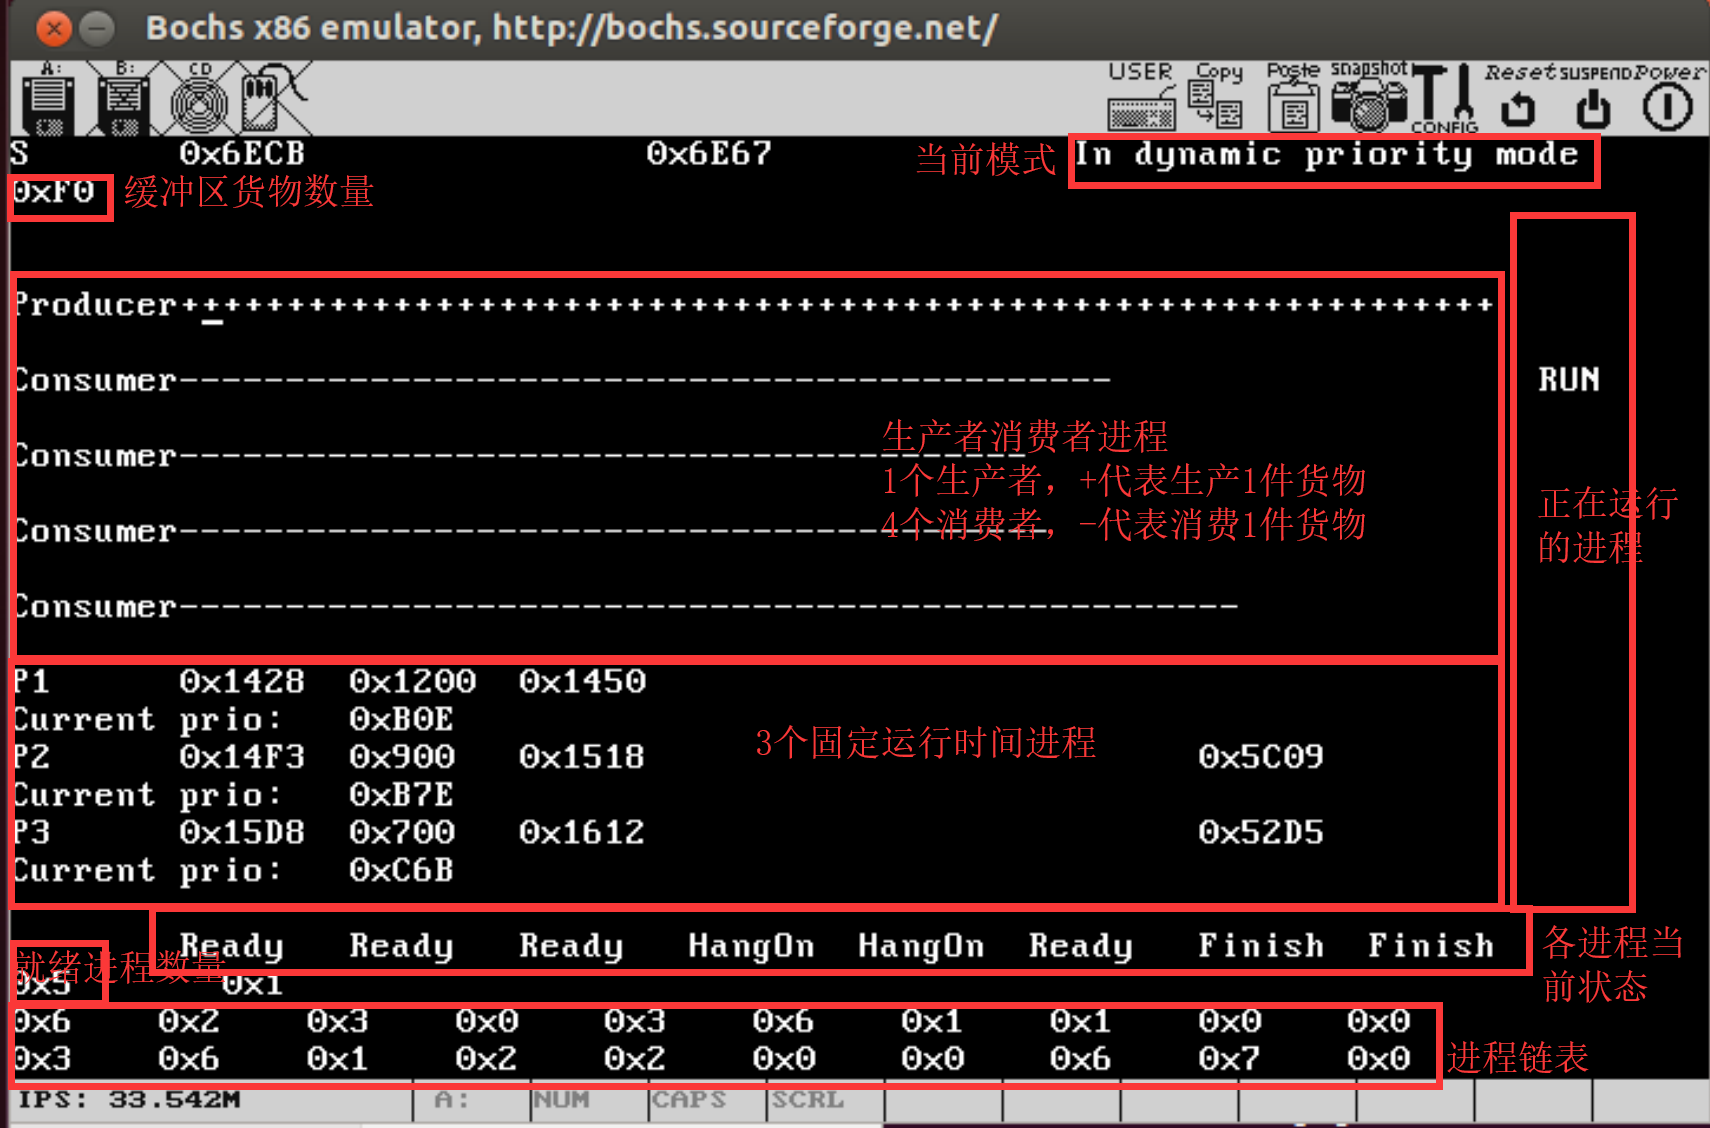 Bochs x86 emulator, http://bochs.sourceforge.net/
A: B: CD USER Copy Paste snapshot CONFIG Reset SUSPEND Power
S 0x6ECB 0x6E67 当前模式 In dynamic priority mode
0xF0 缓冲区货物数量
Producer++++++++++++++++++++++++++++++++++++++++++++++++++++++++++++++
Consumer-------------------------------------------- RUN
生产者消费者进程
Consumer----------------------------------------
1个生产者，+代表生产1件货物
正在运行
Consumer-----------------------------------------
4个消费者，-代表消费1件货物
的进程
Consumer--------------------------------------------------
P1 0x1428 0x1200 0x1450
Current prio: 0xB0E
3个固定运行时间进程
P2 0x14F3 0x900 0x1518 0x5C09
Current prio: 0xB7E
P3 0x15D8 0x700 0x1612 0x52D5
Current prio: 0xC6B
Ready Ready Ready HangOn HangOn Ready Finish Finish
各进程当
前状态
就绪进程数量
0x5 0x1
0x6 0x2 0x3 0x0 0x3 0x6 0x1 0x1 0x0 0x0
0x3 0x6 0x1 0x2 0x2 0x0 0x0 0x6 0x7 0x0
进程链表
IPS: 33.542M A: NUM CAPS SCRL